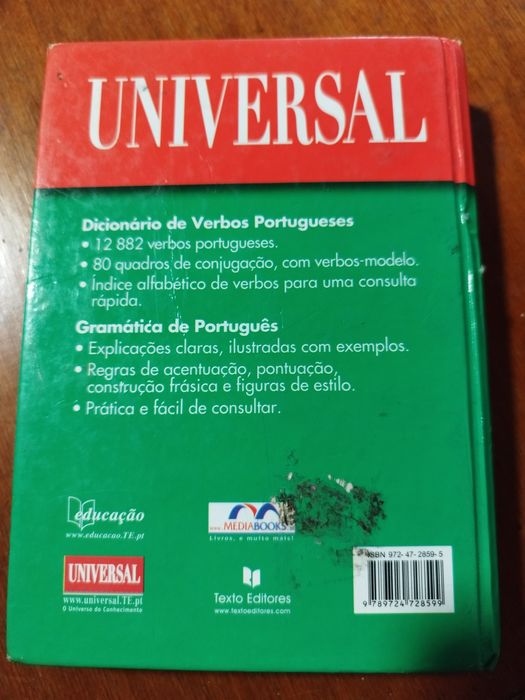 UNIVERSAL
Dicionário de Verbos Portugueses
• 12 882 verbos portugueses.
• 80 quadros de conjugação, com verbos-modelo.
• Índice alfabético de verbos para uma consulta
rápida.
Gramática de Português
• Explicações claras, ilustradas com exemplos.
• Regras de acentuação, pontuação,
construção frásica e figuras de estilo.
• Prática e fácil de consultar.
educação
www.educacao.TE.pt
www.MEDIABOOKS
Livros, e muito mais!
UNIVERSAL
www.universal.TE.pt
O Universo do Conhecimento
Texto Editores
www.textoeditores.com
ISBN 972-47-2859-5
9 789724 728599